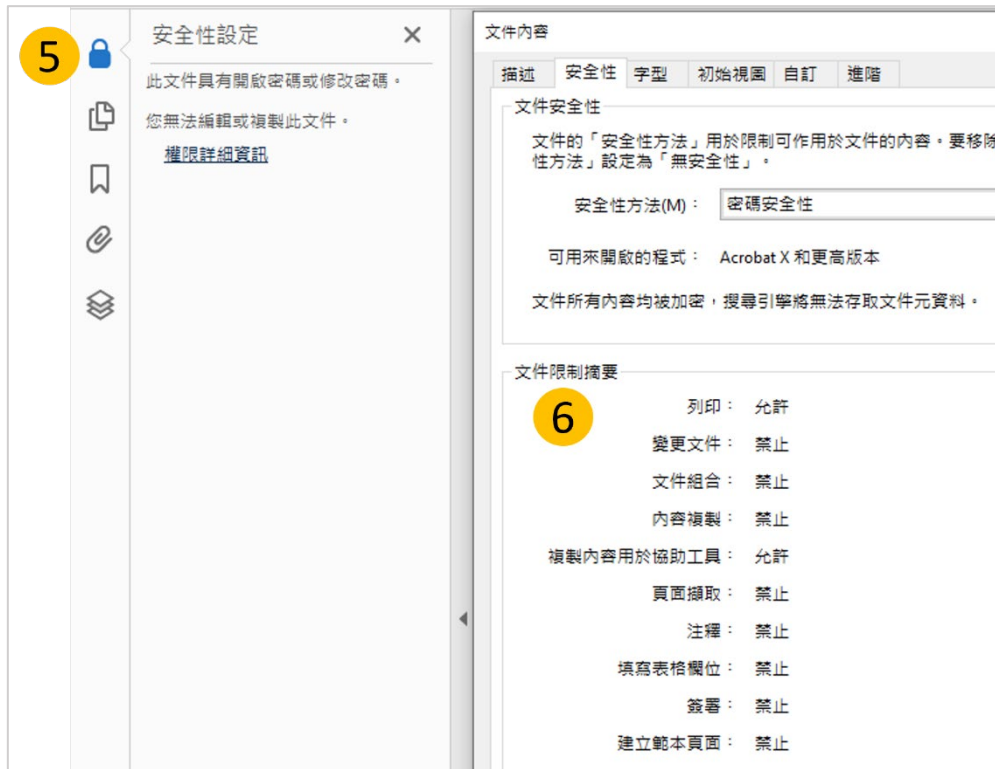 5
安全性設定
此文件具有開啟密碼或修改密碼。
您無法編輯或複製此文件。
權限詳細資訊
文件內容
描述 安全性 字型 初始視圖 自訂 進階
文件安全性
文件的「安全性方法」用於限制可作用於文件的內容。要移除
性方法」設定為「無安全性」。
安全性方法(M)： 密碼安全性
可用來開啟的程式： Acrobat X 和更高版本
文件所有內容均被加密，搜尋引擎將無法存取文件元資料。
文件限制摘要
6
列印： 允許
變更文件： 禁止
文件組合： 禁止
內容複製： 禁止
複製內容用於協助工具： 允許
頁面擷取： 禁止
注釋： 禁止
填寫表格欄位： 禁止
簽署： 禁止
建立範本頁面： 禁止